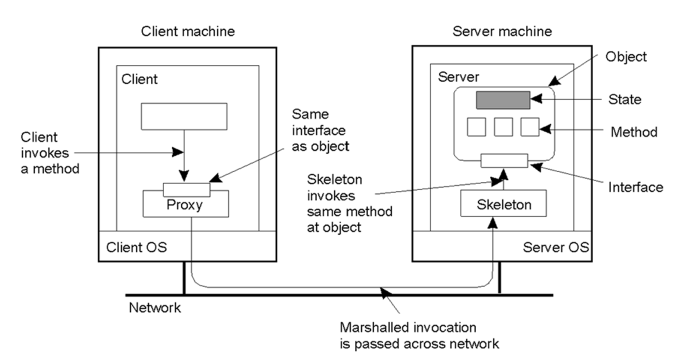 Client machine
Server machine
Object
Client
Server
State
Same
interface
as object
Client
invokes
a method
Method
Skeleton
invokes
same method
at object
Interface
Proxy
Skeleton
Client OS
Server OS
Network
Marshalled invocation
is passed across network